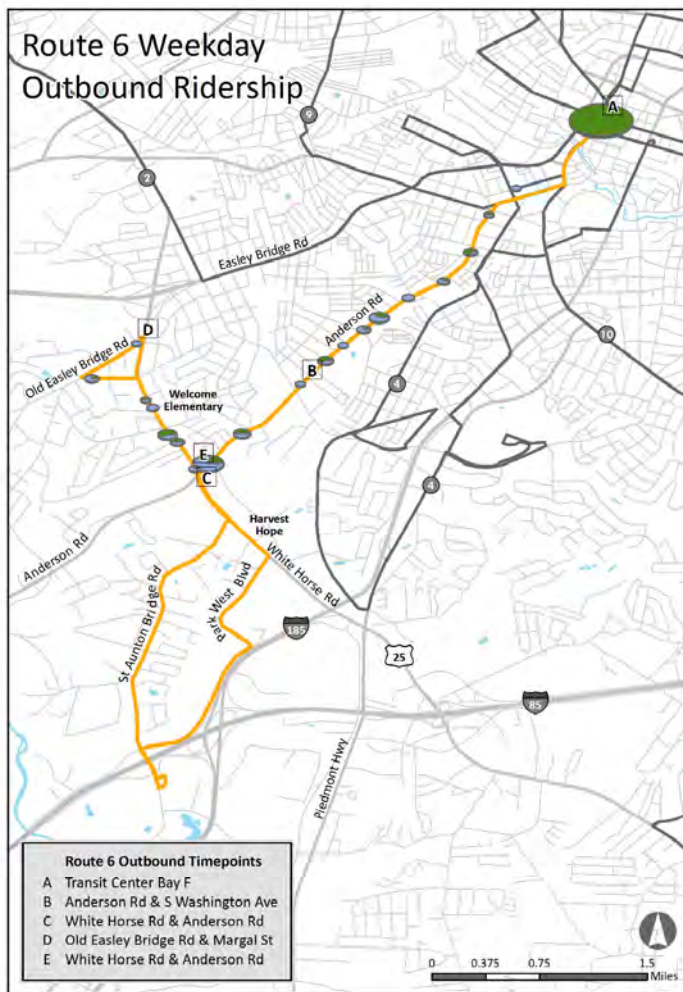 Route 6 Weekday
Outbound Ridership
A
9
2
Easley Bridge Rd
D
Anderson Rd
10
Old Easley Bridge Rd
B
4
Welcome
Elementary
E
C
4
Harvest
Hope
Anderson Rd
White Horse Rd
St Aunton Bridge Rd
Park West Blvd
185
25
85
Piedmont Hwy
Route 6 Outbound Timepoints
A Transit Center Bay F
B Anderson Rd & S Washington Ave
C White Horse Rd & Anderson Rd
D Old Easley Bridge Rd & Margal St
E White Horse Rd & Anderson Rd
0 0.375 0.75 1.5
Miles